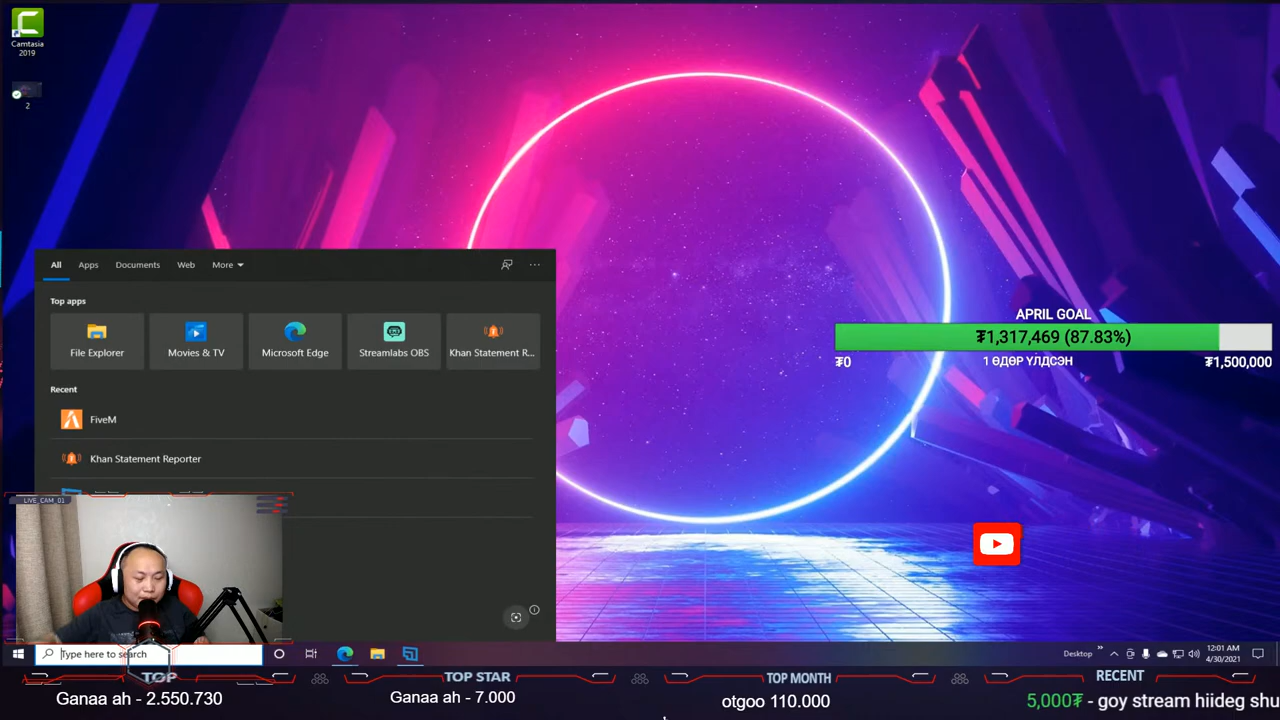 Camtasia
2019
2
All
Apps
Documents
Web
More
Top apps
File Explorer
Movies & TV
Microsoft Edge
Streamlabs OBS
Khan Statement R...
Recent
FiveM
Khan Statement Reporter
APRIL GOAL
₮1,317,469 (87.83%)
₮0
1 ӨДӨР ҮЛДСЭН
₮1,500,000
LIVE_CAM_01
Type here to search
Desktop
12:01 AM
4/30/2021
TOP
Ganaa ah - 2.550.730
TOP STAR
Ganaa ah - 7.000
TOP MONTH
otgoo 110.000
RECENT
5,000₮ - goy stream hiideg shu